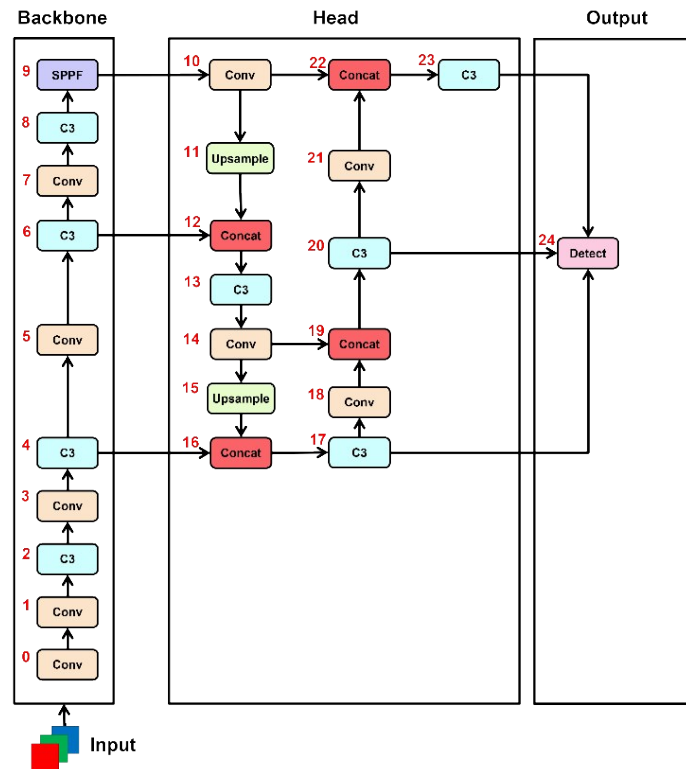 Backbone Head Output
9 SPPF 10 Conv 22 Concat 23 C3
8 C3
11 Upsample 21 Conv
7 Conv
6 C3 12 Concat 20 C3 24 Detect
13 C3
5 Conv 14 Conv 19 Concat
15 Upsample 18 Conv
4 C3 16 Concat 17 C3
3 Conv
2 C3
1 Conv
0 Conv
Input